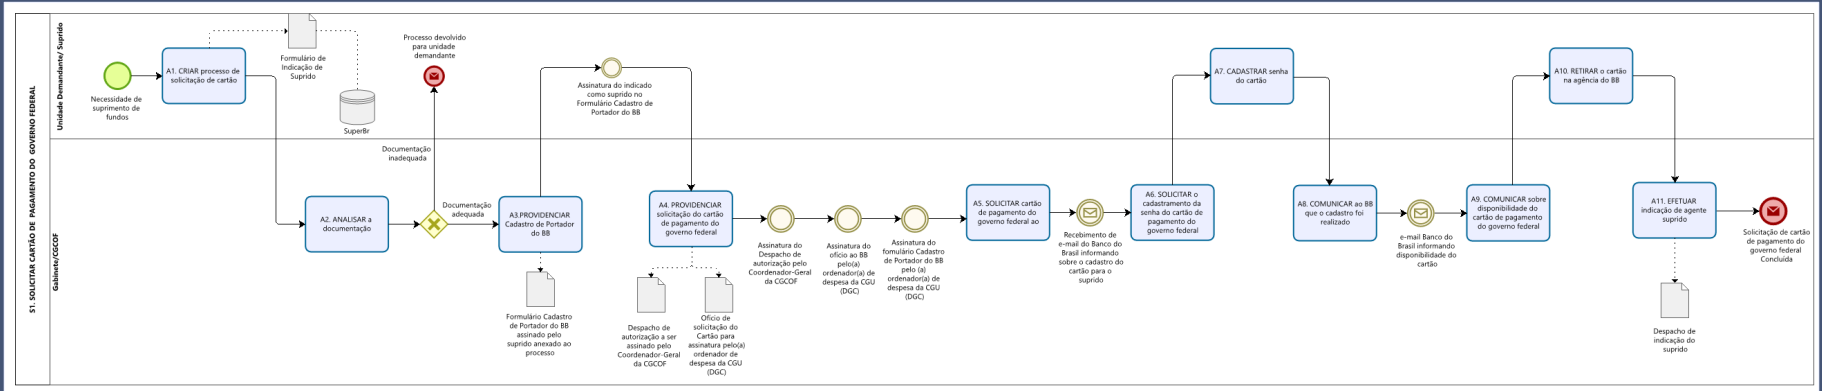 S1. SOLICITAR CARTÃO DE PAGAMENTO DO GOVERNO FEDERAL
Unidade Demandante/ Suprido
Necessidade de
suprimento de
fundos
A1. CRIAR processo de
solicitação de cartão
Formulário de
Indicação de
Suprido
SuperBr
Processo devolvido
para unidade
demandante
Assinatura do indicado
como suprido no
Formulário Cadastro de
Portador do BB
A7. CADASTRAR senha
do cartão
A10. RETIRAR o cartão
na agência do BB
Gabinete/CGCOF
A2. ANALISAR a
documentação
Documentação
inadequada
Documentação
adequada
A3.PROVIDENCIAR
Cadastro de Portador
do BB
Formulário Cadastro
de Portador do BB
assinado pelo
suprido anexado ao
processo
A4. PROVIDENCIAR
solicitação do cartão
de pagamento do
governo federal
Despacho de
autorização a ser
assinado pelo
Coordenador-Geral
da CGCOF
Ofício de
solicitação do
Cartão para
assinatura pelo(a)
ordenador de
despesa da CGU
(DGC)
Assinatura do
Despacho de
autorização pelo
Coordenador-Geral
da CGCOF
Assinatura do
ofício ao BB
pelo(a)
ordenador(a) de
despesa da CGU
(DGC)
Assinatura do
fomulário Cadastro
de Portador do BB
pelo (a)
ordenador(a) de
despesa da CGU
(DGC)
A5. SOLICITAR cartão
de pagamento do
governo federal ao
Recebimento de
e-mail do Banco do
Brasil informando
sobre o cadastro do
cartão para o
suprido
A6. SOLICITAR o
cadastramento da
senha do cartão de
pagamento do
governo federal
A8. COMUNICAR ao BB
que o cadastro foi
realizado
e-mail Banco do
Brasil informando
disponibilidade do
cartão
A9. COMUNICAR sobre
disponibilidade do
cartão de pagamento
do governo federal
A11. EFETUAR
indicação de agente
suprido
Despacho de
indicação do
suprido
Solicitação de cartão
de pagamento do
governo federal
Concluída